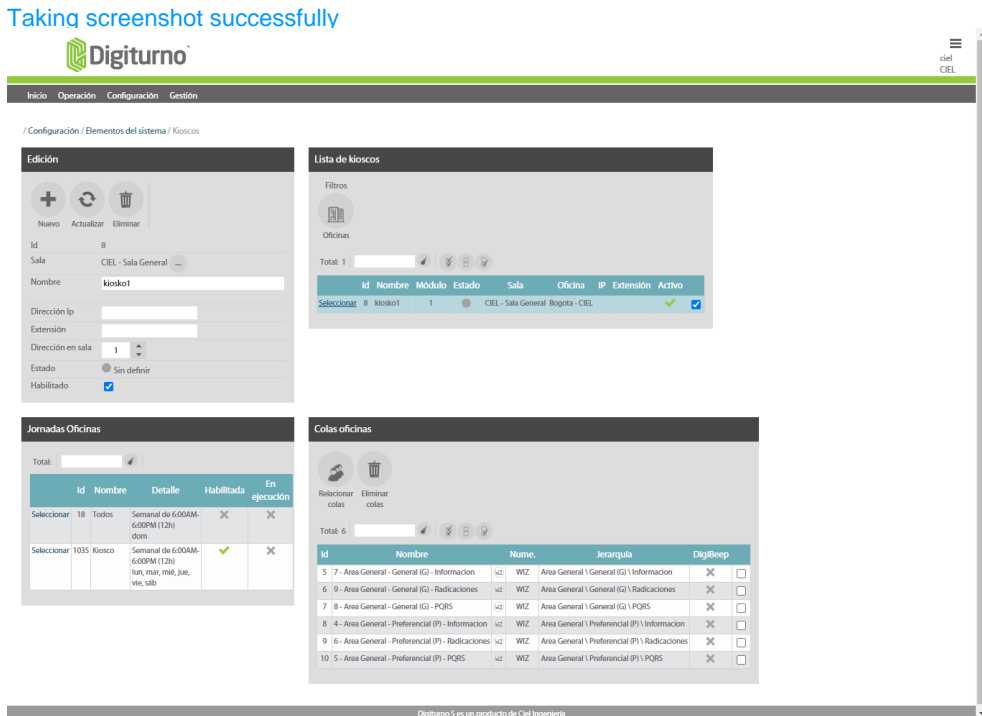 Taking screenshot successfully
Digiturno
ciel
CIEL
Inicio Operación Configuración Gestión
/ Configuración / Elementos del sistema / Kioscos
Edición
Nuevo Actualizar Eliminar
Id 8
Sala CIEL - Sala General ...
Nombre kiosko1
Dirección Ip
Extensión
Dirección en sala 1
Estado Sin definir
Habilitado
Lista de kioscos
Filtros
Oficinas
Total: 1
Id Nombre Módulo Estado Sala Oficina IP Extensión Activo
Seleccionar 8 kiosko1 1 CIEL - Sala General Bogota - CIEL
Jornadas Oficinas
Total:
Id Nombre Detalle Habilitada En ejecución
Seleccionar 18 Todos Semanal de 6:00AM-
6:00PM (12h)
dom
Seleccionar 1035 Kiosco Semanal de 6:00AM-
6:00PM (12h)
lun, mar, mié, jue,
vie, sáb
Colas oficinas
Relacionar colas
Eliminar colas
Total: 6
Id Nombre Nume. Jerarquía DigiBeep
5 7 - Area General - General (G) - Informacion WZ WIZ Area General \ General (G) \ Informacion
6 9 - Area General - General (G) - Radicaciones WZ WIZ Area General \ General (G) \ Radicaciones
7 8 - Area General - General (G) - PQRS WZ WIZ Area General \ General (G) \ PQRS
8 4 - Area General - Preferencial (P) - Informacion WZ WIZ Area General \ Preferencial (P) \ Informacion
9 6 - Area General - Preferencial (P) - Radicaciones WZ WIZ Area General \ Preferencial (P) \ Radicaciones
10 5 - Area General - Preferencial (P) - PQRS WZ WIZ Area General \ Preferencial (P) \ PQRS
Digiturno 5 es un producto de Ciel Ingeniería